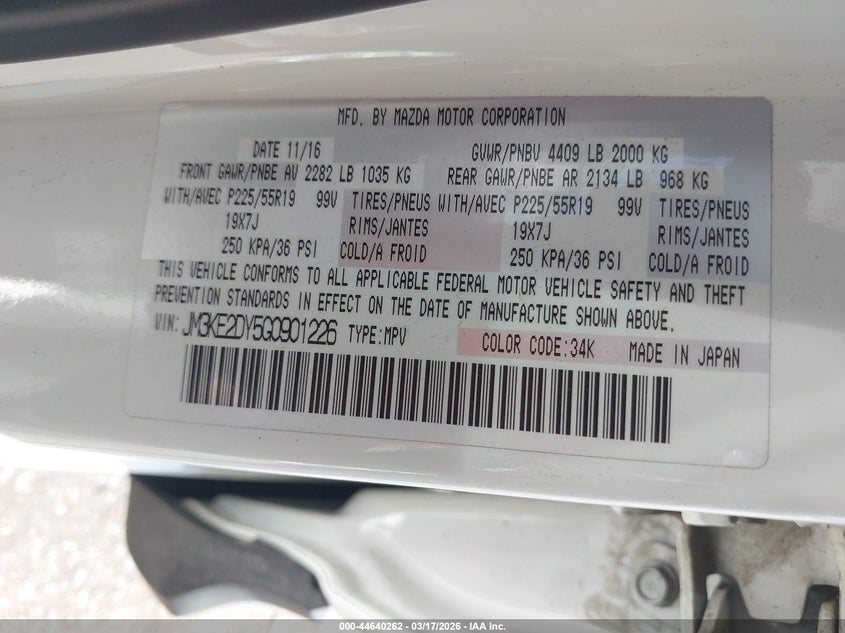 MFD. BY MAZDA MOTOR CORPORATION
DATE 11/16 GVWR/PNBV 4409 LB 2000 KG
FRONT GAWR/PNBE AV 2282 LB 1035 KG REAR GAWR/PNBE AR 2134 LB 968 KG
WITH/AVEC P225/55R19 99V TIRES/PNEUS WITH/AVEC P225/55R19 99V TIRES/PNEUS
19X7J RIMS/JANTES 19X7J RIMS/JANTES
250 KPA/36 PSI COLD/A FROID 250 KPA/36 PSI COLD/A FROID
THIS VEHICLE CONFORMS TO ALL APPLICABLE FEDERAL MOTOR VEHICLE SAFETY AND THEFT
PREVENTION STANDARDS IN EFFECT ON THE DATE OF MANUFACTURE SHOWN ABOVE.
VIN: JM3KE2DY5G0901226 TYPE:MPV COLOR CODE:34K MADE IN JAPAN
000-44640262 - 03/17/2026 - IAA Inc.